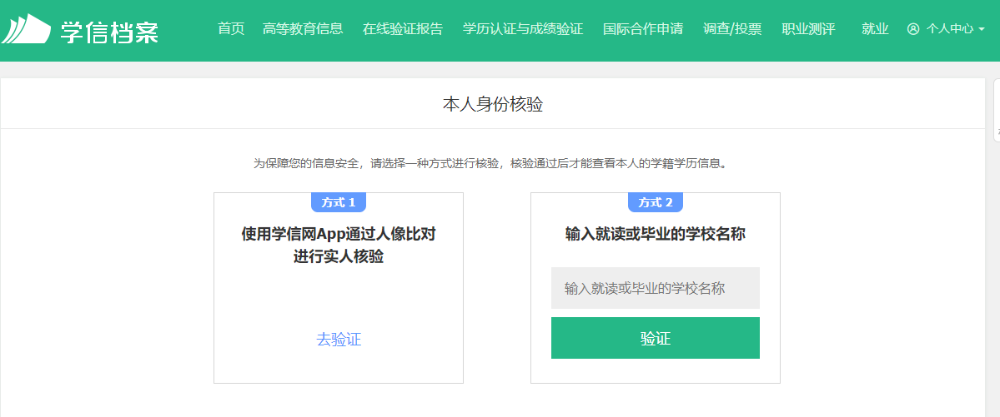 学信档案
首页 高等教育信息 在线验证报告 学历认证与成绩验证 国际合作申请 调查/投票 职业测评 就业 个人中心
本人身份核验
为保障您的信息安全，请选择一种方式进行核验，核验通过后才能查看本人的学籍学历信息。
方式 1
使用学信网App通过人像比对
进行实人核验
去验证
方式 2
输入就读或毕业的学校名称
输入就读或毕业的学校名称
验证